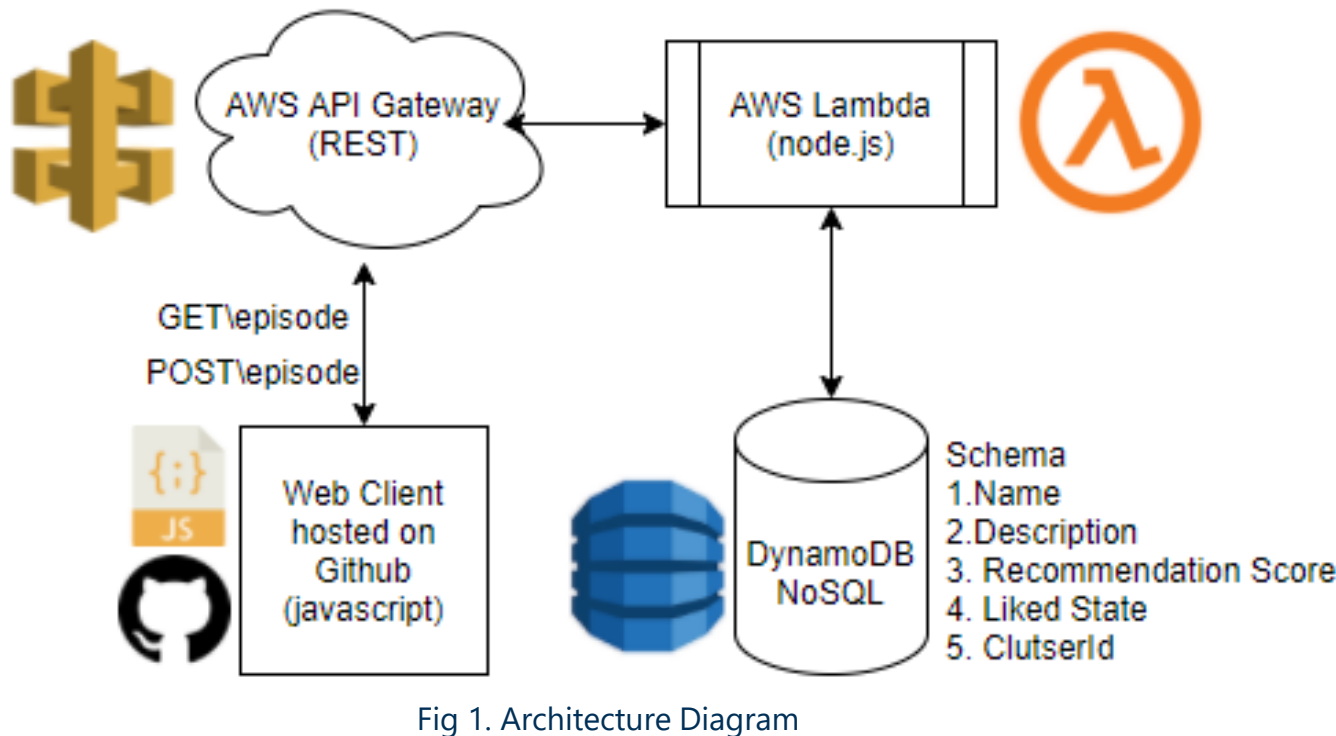 AWS API Gateway
(REST)
AWS Lambda
(node.js)
GET\episode
POST\episode
{;}
JS
Web Client
hosted on
Github
(javascript)
DynamoDB
NoSQL
Schema
1.Name
2.Description
3. Recommendation Score
4. Liked State
5. ClutserId
Fig 1. Architecture Diagram